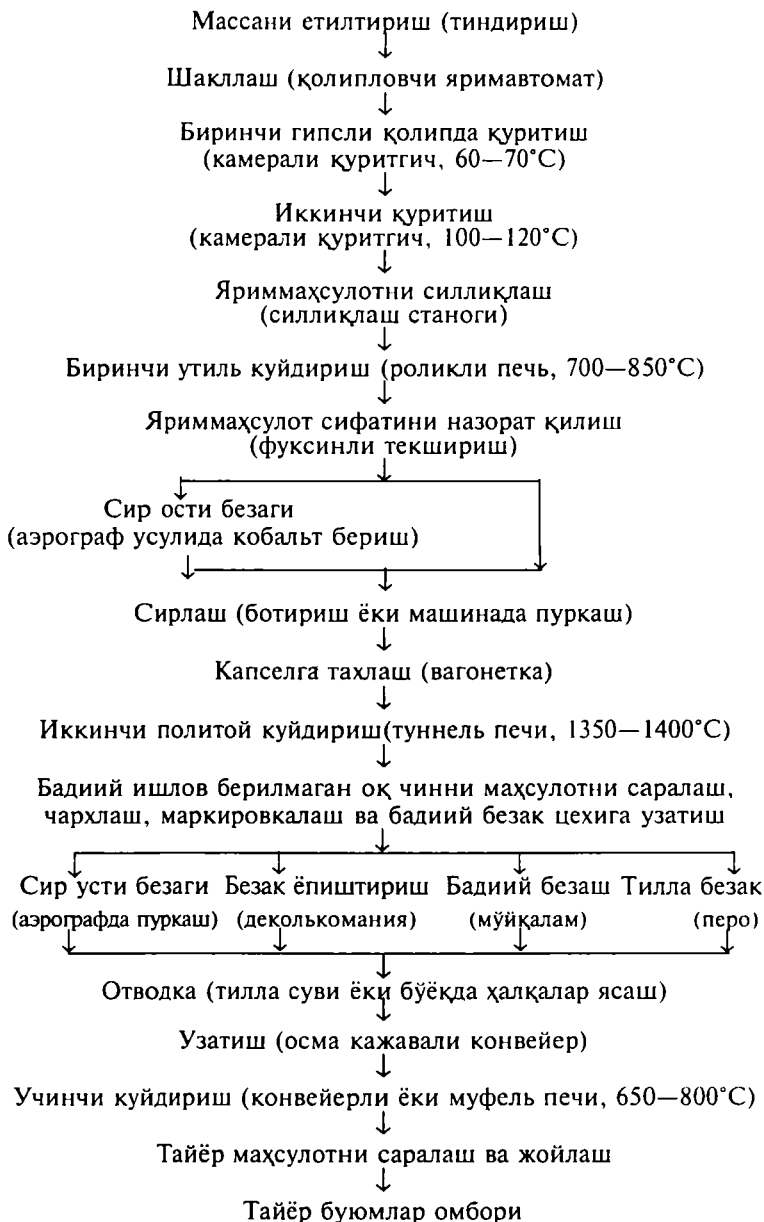 Массани етилтириш (тиндириш)
Шакллаш (қолипловчи яримавтомат)
Биринчи гипсли қолипда қуритиш
(камерали қуритгич, 60—70°C)
Иккинчи қуритиш
(камерали қуритгич, 100—120°C)
Яриммаҳсулотни силлиқлаш
(силлиқлаш станоги)
Биринчи утиль куйдириш (роликли печь, 700—850°C)
Яриммаҳсулот сифатини назорат қилиш
(фуксинли текшириш)
Сир ости безаги
(аэрограф усулида кобальт бериш)
Сирлаш (ботириш ёки машинада пуркаш)
Капселга тахлаш (вагонетка)
Иккинчи политой куйдириш(туннель печи, 1350—1400°C)
Бадиий ишлов берилмаган оқ чинни маҳсулотни саралаш,
чархлаш, маркировкалаш ва бадиий безак цехига узатиш
Сир усти безаги Безак ёпиштириш Бадиий безаш Тилла безак
(аэрографда пуркаш) (деколькомания) (мўйқалам) (перо)
Отводка (тилла суви ёки бўёқда ҳалқалар ясаш)
Узатиш (осма кажавали конвейер)
Учинчи куйдириш (конвейерли ёки муфель печи, 650—800°C)
Тайёр маҳсулотни саралаш ва жойлаш
Тайёр буюмлар омбори